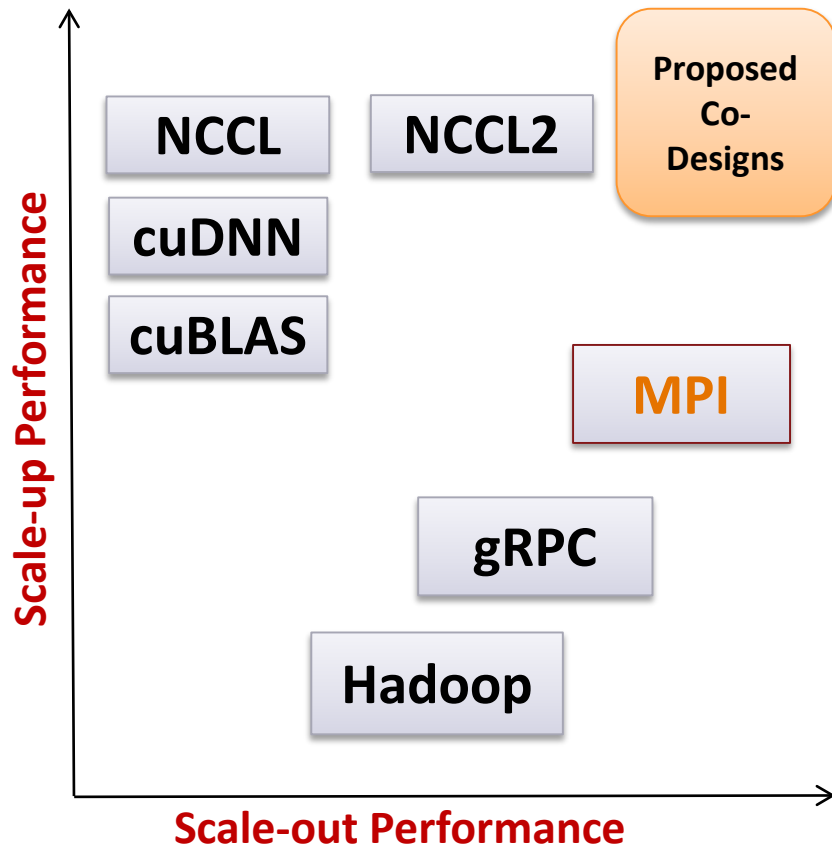 Scale-up Performance
NCCL
NCCL2
Proposed
Co-
Designs
cuDNN
cuBLAS
MPI
gRPC
Hadoop
Scale-out Performance